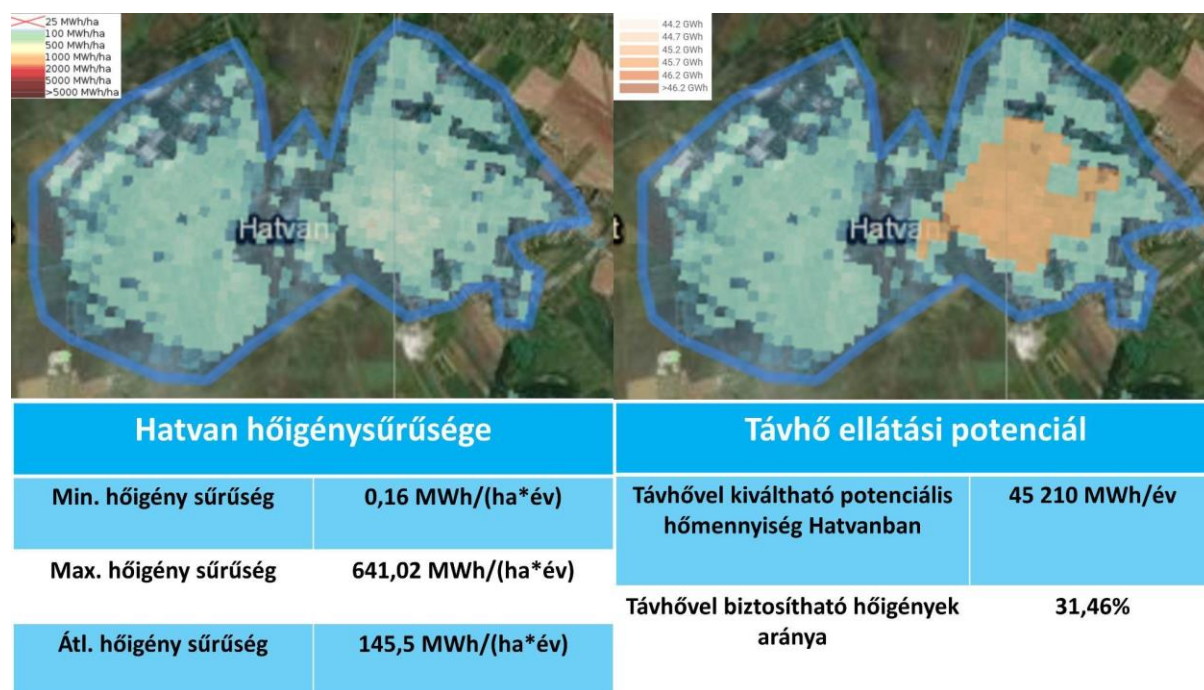 25 MWh/ha
100 MWh/ha
500 MWh/ha
1000 MWh/ha
2000 MWh/ha
5000 MWh/ha
>5000 MWh/ha
Hatvan
44.2 GWh
44.7 GWh
45.2 GWh
45.7 GWh
46.2 GWh
>46.2 GWh
Hatvan
Hatvan hőigénysűrűsége
Min. hőigény sűrűség 0,16 MWh/(ha*év)
Max. hőigény sűrűség 641,02 MWh/(ha*év)
Átl. hőigény sűrűség 145,5 MWh/(ha*év)
Távhő ellátási potenciál
Távhővel kiváltható potenciális 45 210 MWh/év
hőmennyiség Hatvanban
Távhővel biztosítható hőigények 31,46%
aránya